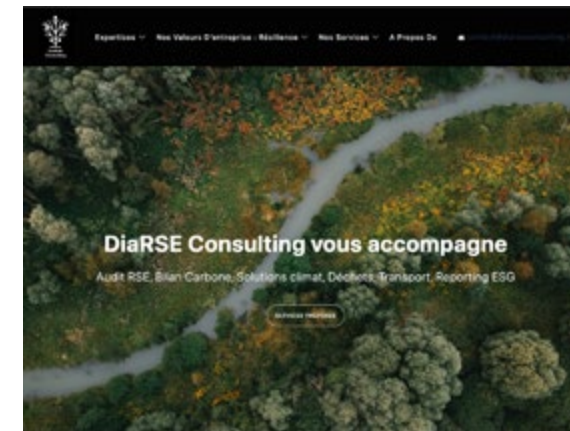 Expertises
Nos Valeurs D'entreprise : Résilience
Nos Services
A Propos De
DiaRSE Consulting vous accompagne
Audit RSE, Bilan Carbone, Solutions climat, Déchets, Transport, Reporting ESG